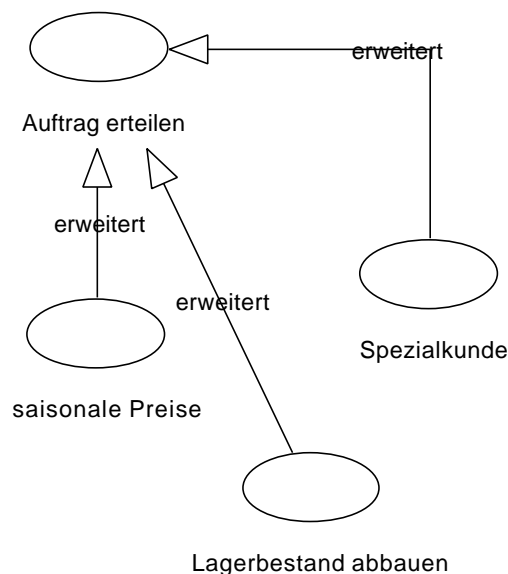 erweitert
Auftrag erteilen
erweitert
erweitert
Spezialkunde
saisonale Preise
Lagerbestand abbauen